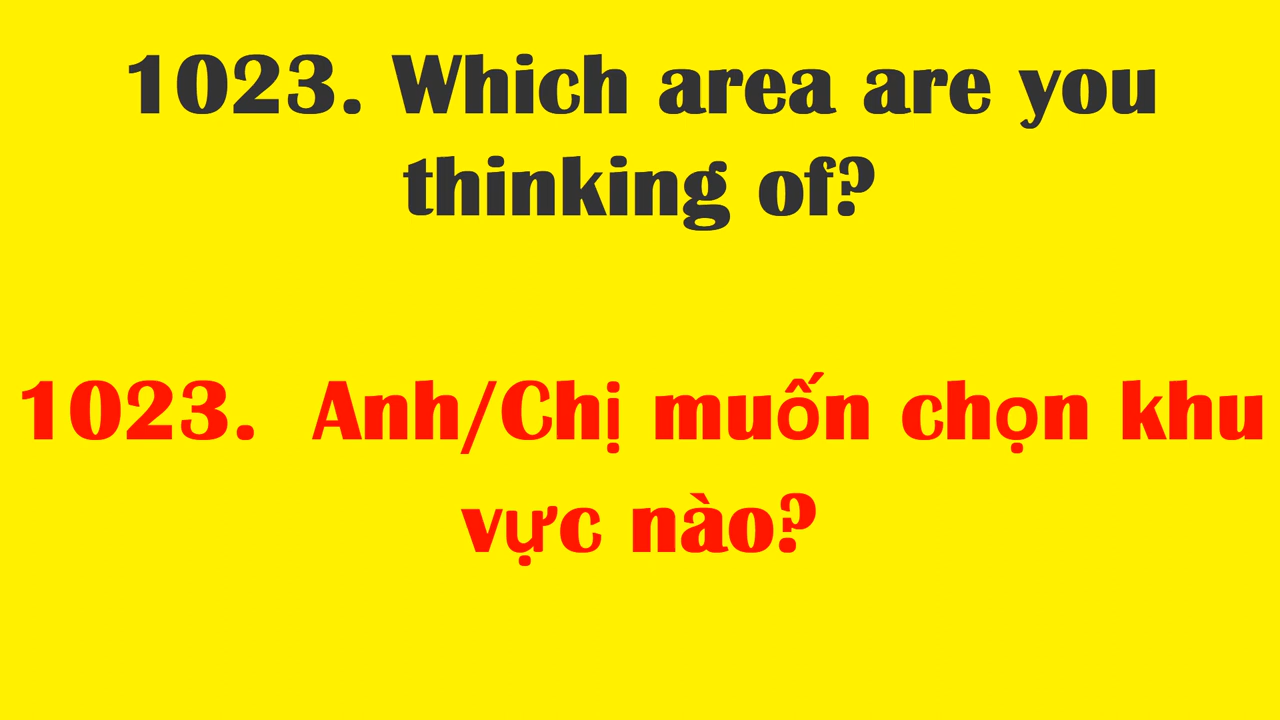 1023. Which area are you
thinking of?
1023. Anh/Chị muốn chọn khu
vực nào?